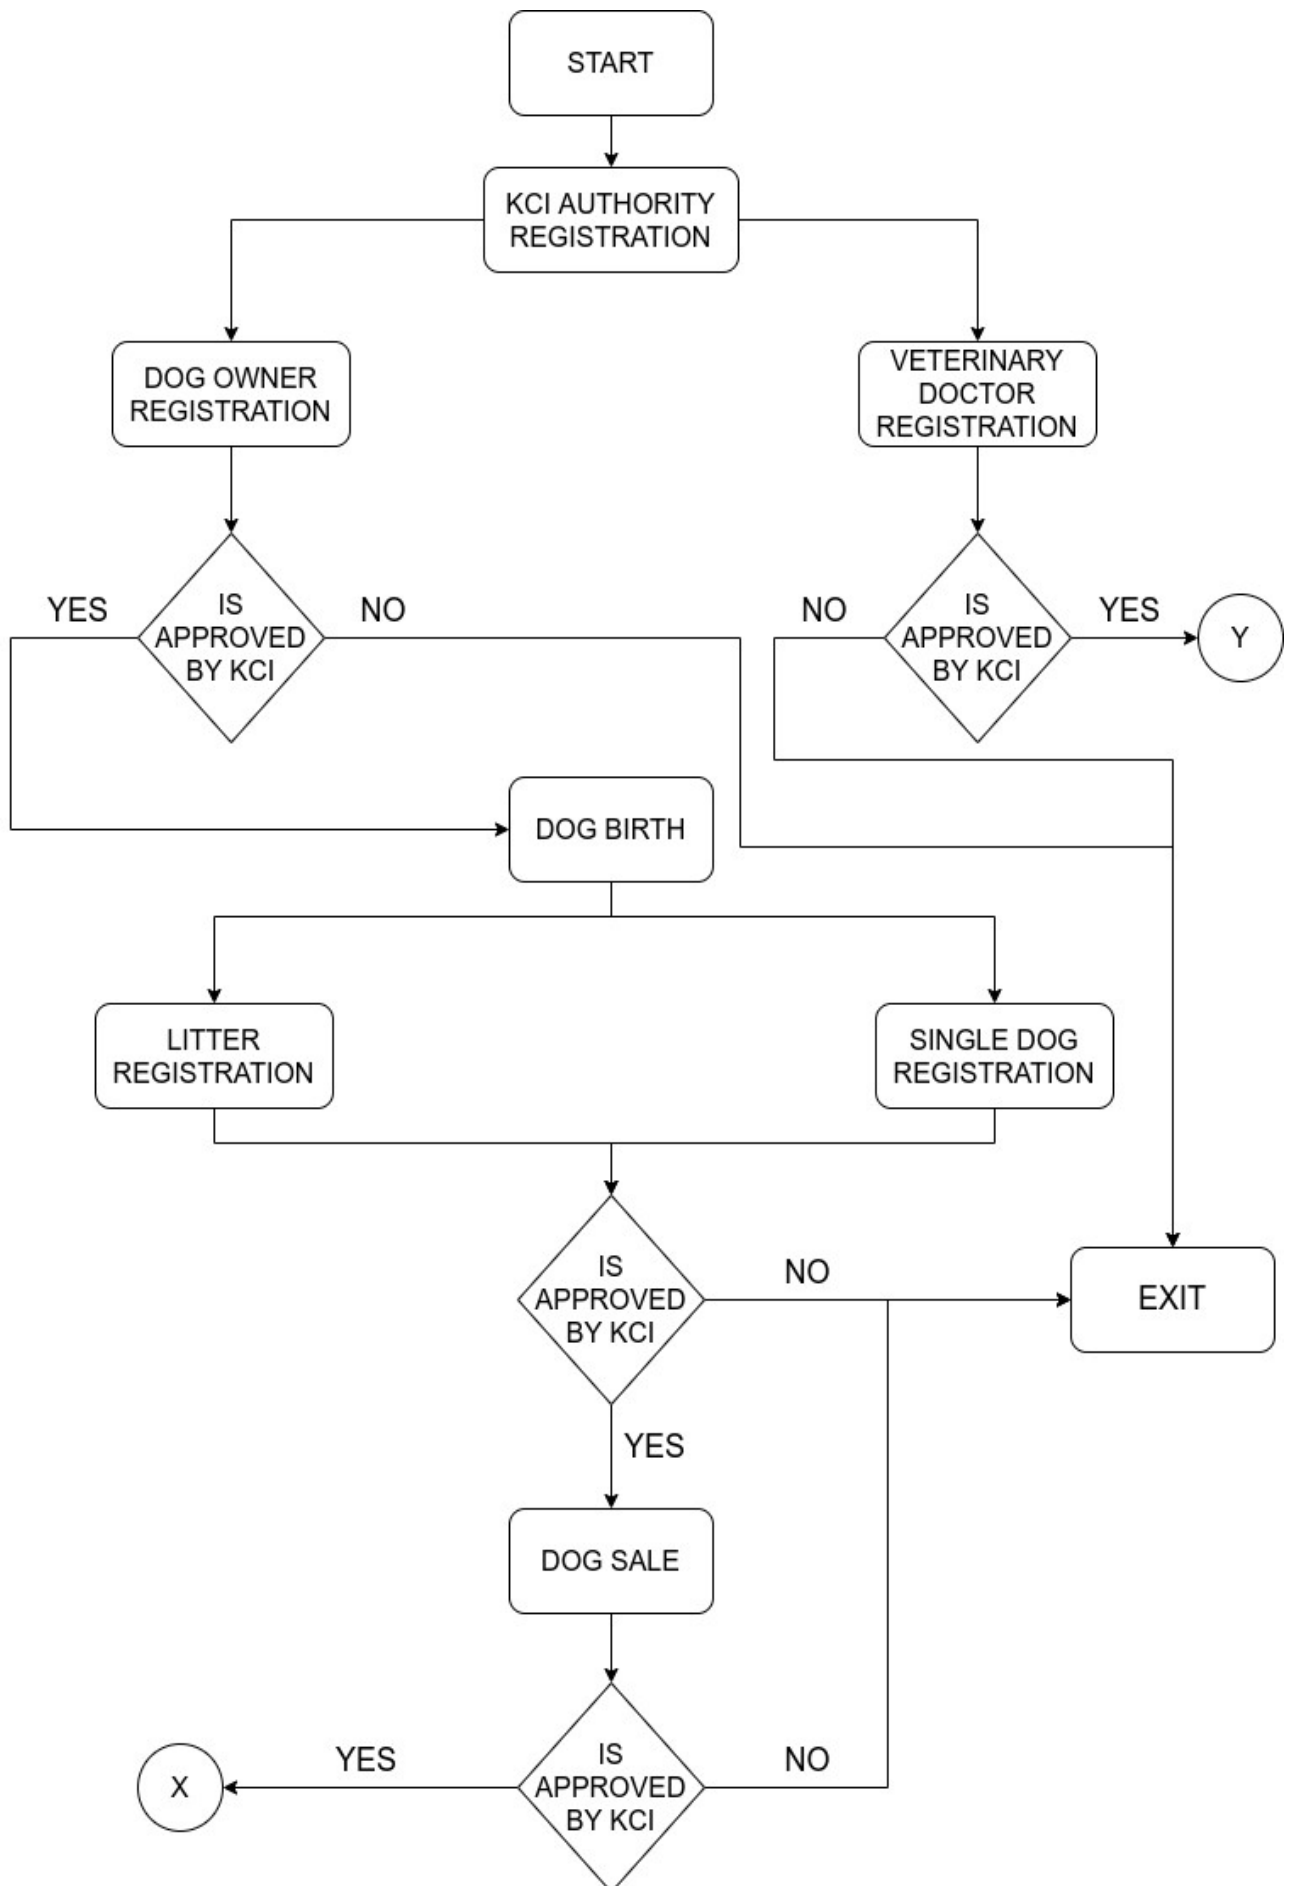 START
KCI AUTHORITY
REGISTRATION
DOG OWNER
REGISTRATION
VETERINARY
DOCTOR
REGISTRATION
YES
IS
APPROVED
BY KCI
NO
NO
IS
APPROVED
BY KCI
YES
Y
DOG BIRTH
LITTER
REGISTRATION
SINGLE DOG
REGISTRATION
IS
APPROVED
BY KCI
NO
EXIT
YES
DOG SALE
X
YES
IS
APPROVED
BY KCI
NO